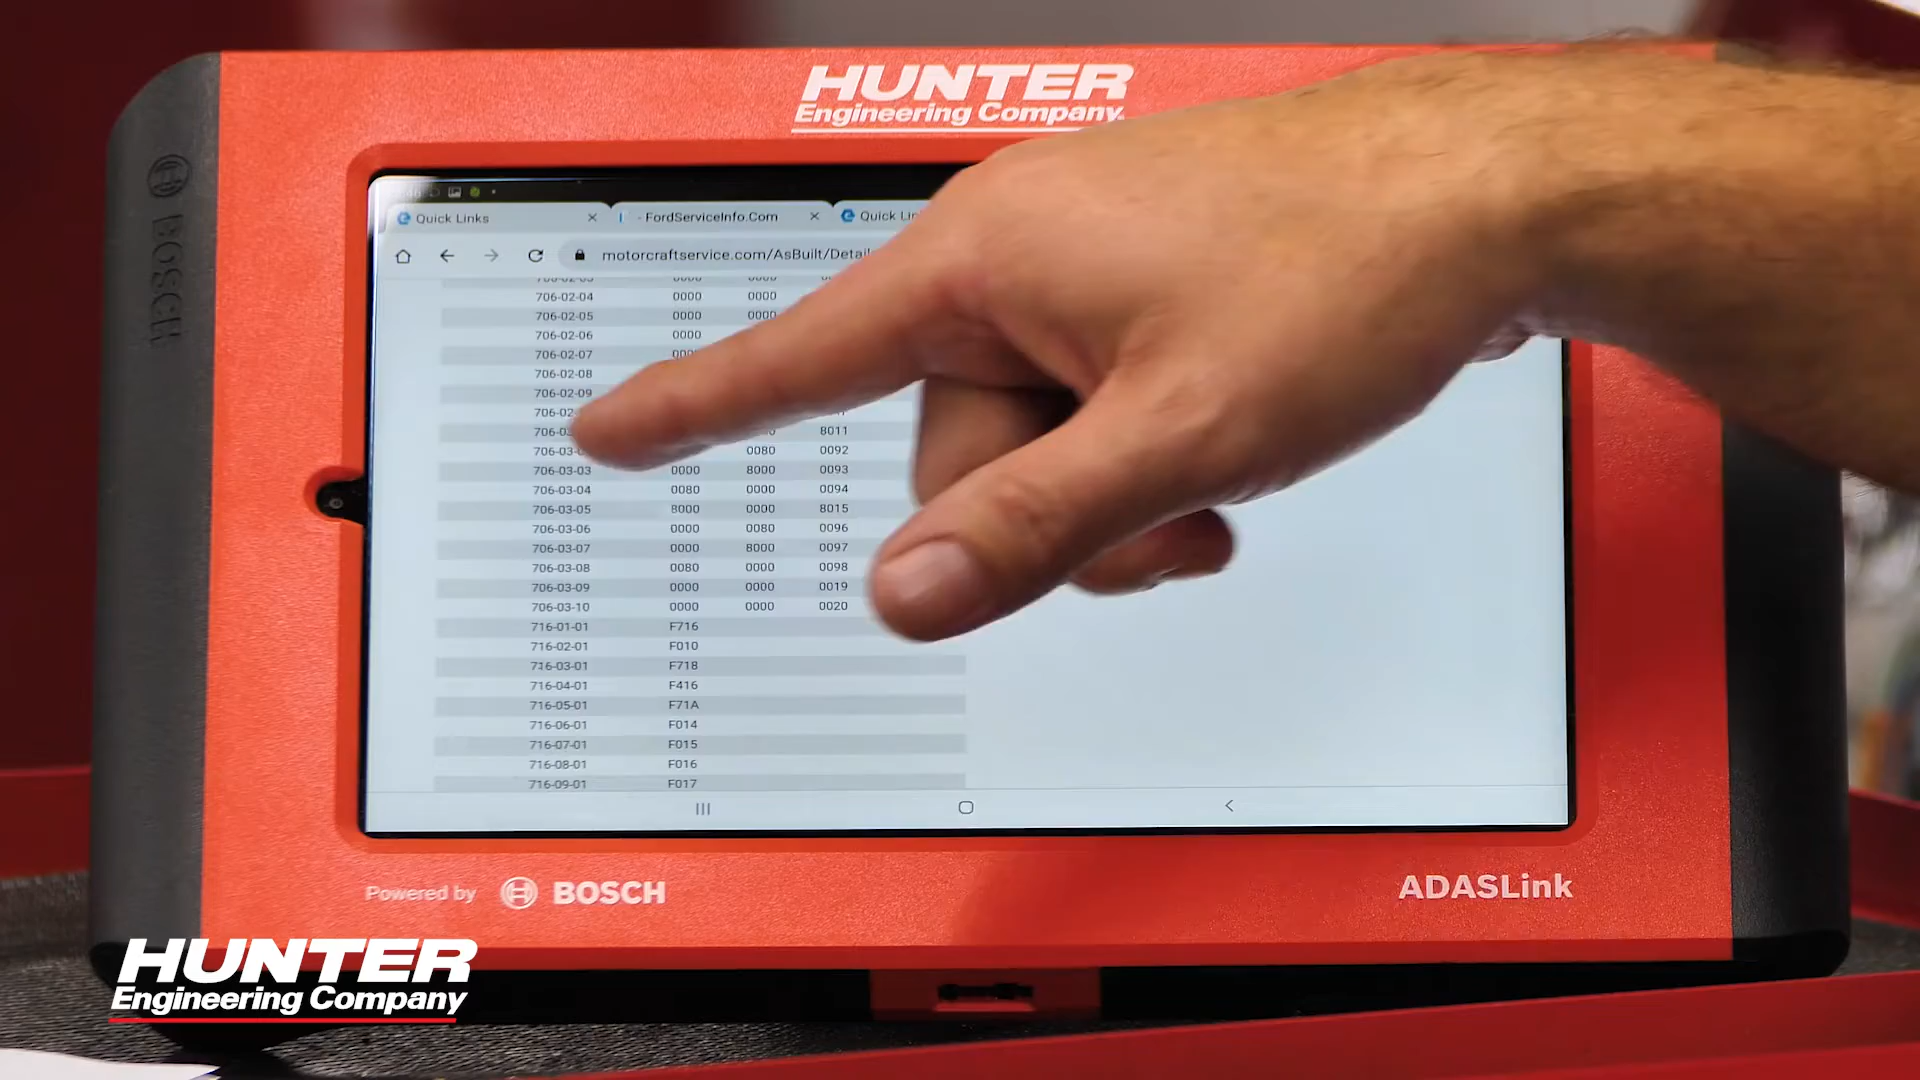 HUNTER
Engineering Company
BOSCH
Quick Links
- FordServiceInfo.Com
Quick
motorcraftservice.com/AsBuilt/Detail
706-02-04 0000 0000
706-02-05 0000 0000
706-02-06 0000
706-02-07
706-02-08
706-02-09
8011
0080 0092
706-03-03 0000 8000 0093
706-03-04 0080 0000 0094
706-03-05 8000 0000 8015
706-03-06 0000 0080 0096
706-03-07 0000 8000 0097
706-03-08 0080 0000 0098
706-03-09 0000 0000 0019
706-03-10 0000 0000 0020
716-01-01 F716
716-02-01 F010
716-03-01 F718
716-04-01 F416
716-05-01 F71A
716-06-01 F014
716-07-01 F015
716-08-01 F016
716-09-01 F017
Powered by BOSCH
ADASLink
HUNTER
Engineering Company